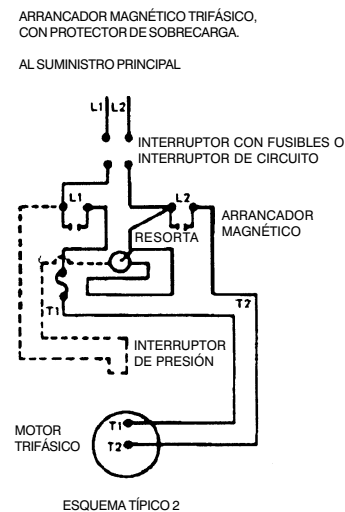 ARRANCADOR MAGNÉTICO TRIFÁSICO,
CON PROTECTOR DE SOBRECARGA.
AL SUMINISTRO PRINCIPAL
L1 L2
INTERRUPTOR CON FUSIBLES O
INTERRUPTOR DE CIRCUITO
L1
L2
ARRANCADOR
MAGNÉTICO
RESORTA
T1
T2
INTERRUPTOR
DE PRESIÓN
MOTOR
TRIFÁSICO
T1
T2
ESQUEMA TÍPICO 2